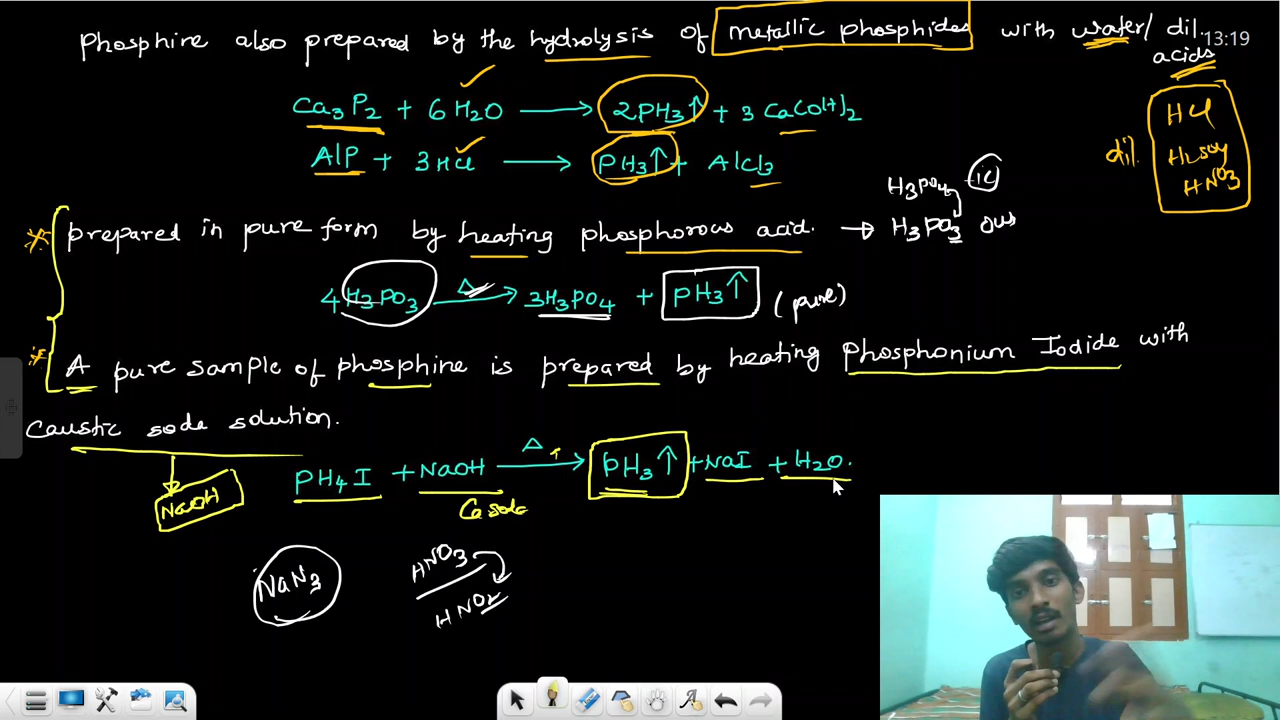 phosphine also prepared by the hydrolysis of metallic phosphides with water/ dil. acids
13:19
Ca3P2 + 6H2O ⟶ 2PH3↑ + 3Ca(OH)2
AlP + 3HCl ⟶ PH3↑ + AlCl3
dil.
HCl
H2SO4
HNO3
H3PO4 - ic
prepared in pure form by heating phosphorous acid. → H3PO3 ous
4H3PO3 —Δ→ 3H3PO4 + PH3↑ (pure)
A pure sample of phosphine is prepared by heating phosphonium Iodide with
caustic soda solution.
PH4I + NaOH —Δ→ PH3↑ + NaI + H2O.
NaOH
NaN3
HNO3
HNO2